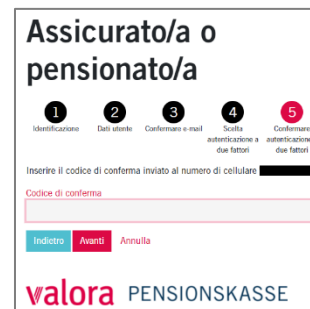 Assicurato/a o
pensionato/a
1 2 3 4 5
Identificazione Dati utente Confermare e-mail Scelta Confermare
autenticazione a autenticazione
due fattori due fattori
Inserire il codice di conferma inviato al numero di cellulare
Codice di conferma
Indietro Avanti Annulla
valora PENSIONSKASSE